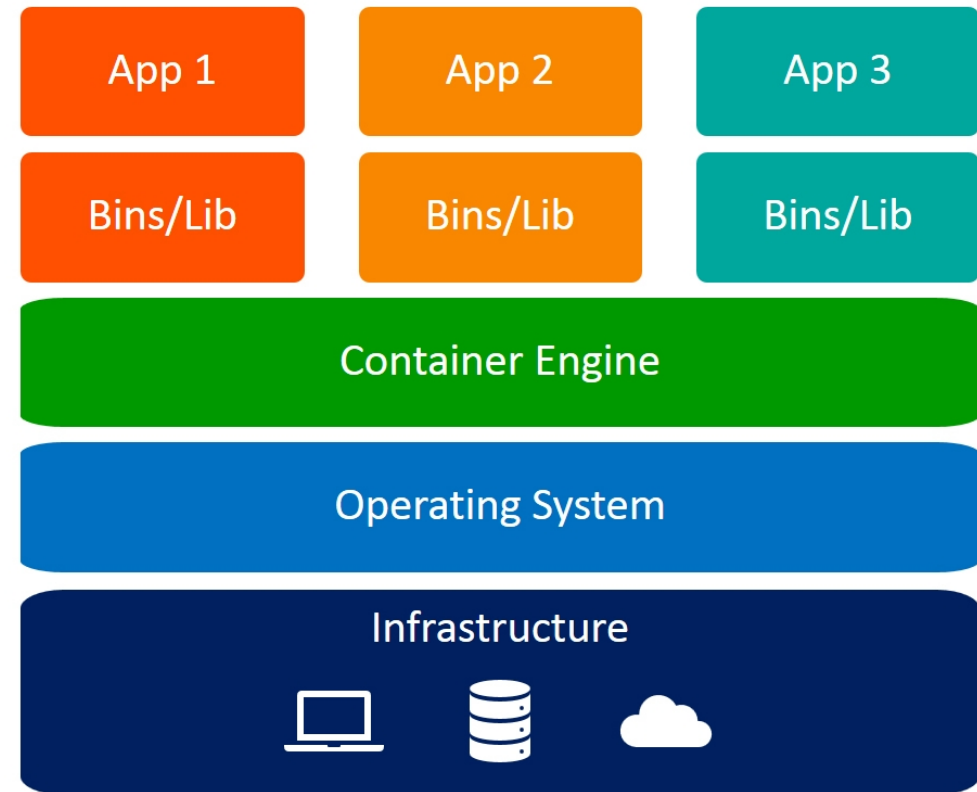 App 1
App 2
App 3
Bins/Lib
Bins/Lib
Bins/Lib
Container Engine
Operating System
Infrastructure